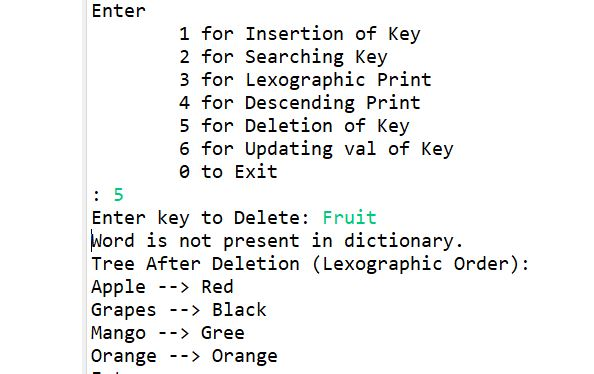 Enter
1 for Insertion of Key
2 for Searching Key
3 for Lexographic Print
4 for Descending Print
5 for Deletion of Key
6 for Updating val of Key
0 to Exit
: 5
Enter key to Delete: Fruit
Word is not present in dictionary.
Tree After Deletion (Lexographic Order):
Apple --> Red
Grapes --> Black
Mango --> Gree
Orange --> Orange